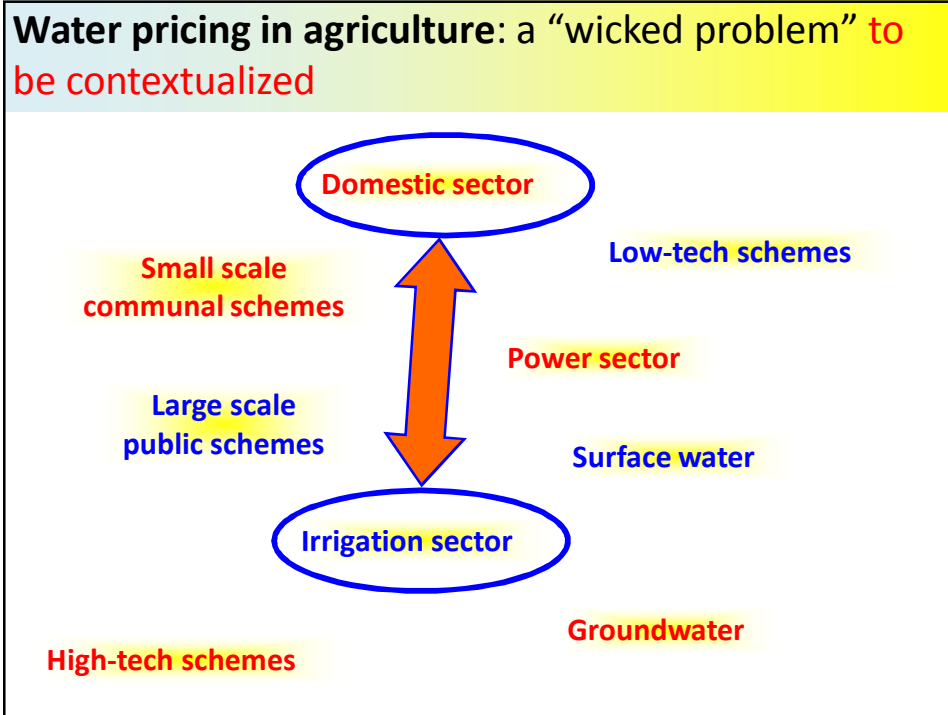 Water pricing in agriculture: a “wicked problem” to
be contextualized
Domestic sector
Low-tech schemes
Small scale
communal schemes
Power sector
Large scale
public schemes
Surface water
Irrigation sector
Groundwater
High-tech schemes